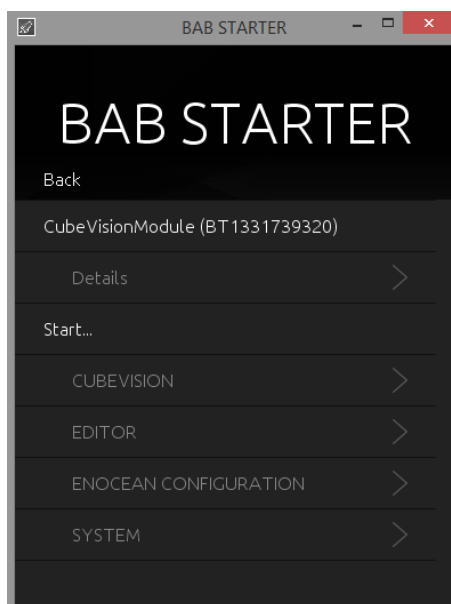 BAB STARTER
BAB STARTER
Back
CubeVisionModule (BT1331739320)
Details
Start...
CUBEVISION
EDITOR
ENOCEAN CONFIGURATION
SYSTEM